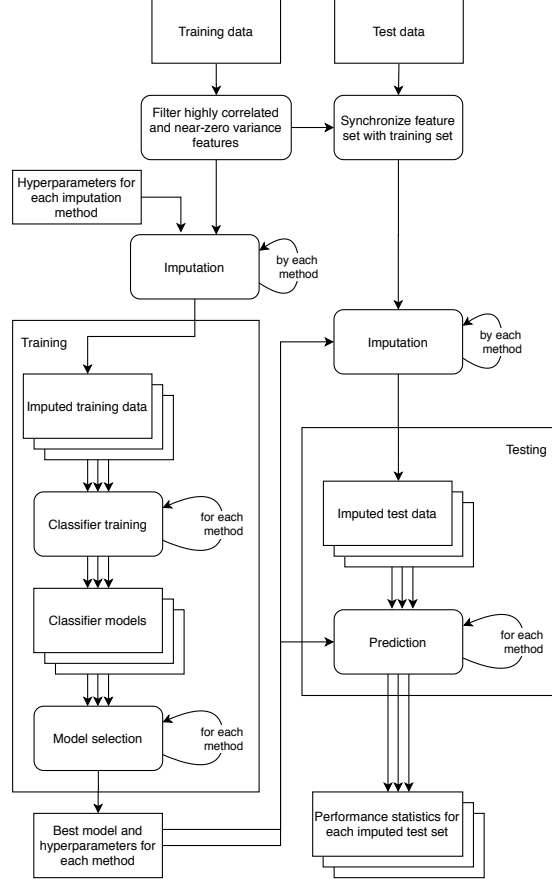 Training data
Test data
Filter highly correlated
and near-zero variance
features
Synchronize feature
set with training set
Hyperparameters for
each imputation
method
Imputation
by each
method
Training
Imputation
by each
method
Imputed training data
Testing
Classifier training
for each
method
Imputed test data
Classifier models
Prediction
for each
method
Model selection
for each
method
Best model and
hyperparameters for
each method
Performance statistics for
each imputed test set